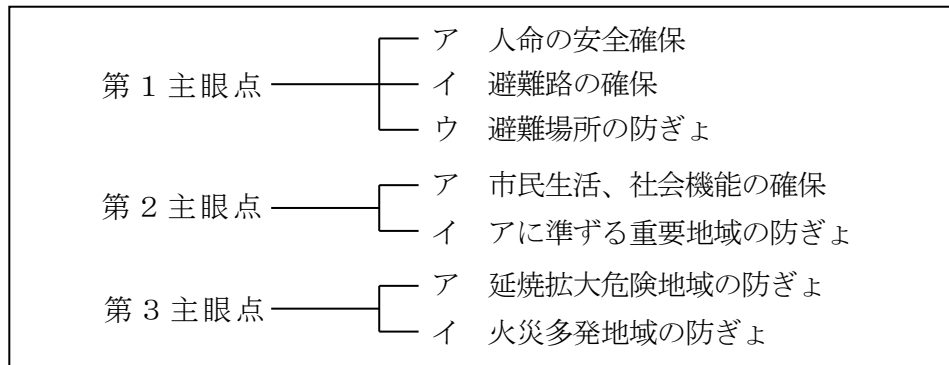 第１主眼点
ア　人命の安全確保
イ　避難路の確保
ウ　避難場所の防ぎょ
第２主眼点
ア　市民生活、社会機能の確保
イ　アに準ずる重要地域の防ぎょ
第３主眼点
ア　延焼拡大危険地域の防ぎょ
イ　火災多発地域の防ぎょ